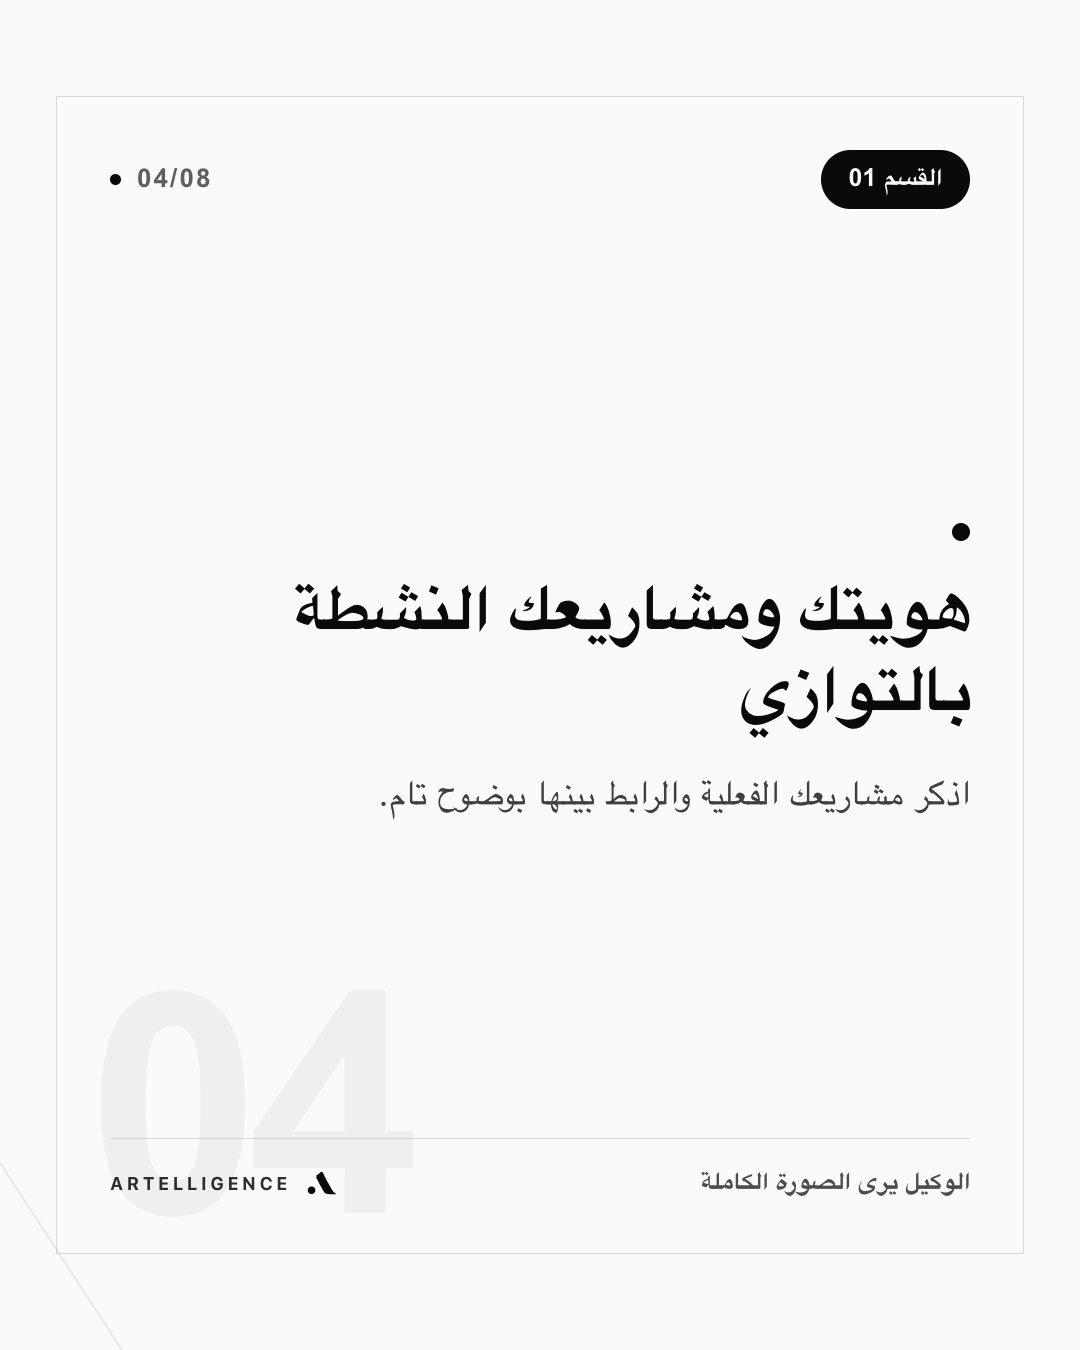 القسم 01
04/08
هويتك ومشاريعك النشطة
بالتوازي
اذكر مشاريعك الفعلية والرابط بينها بوضوح تام.
04
الوكيل يرى الصورة الكاملة
ARTELLIGENCE